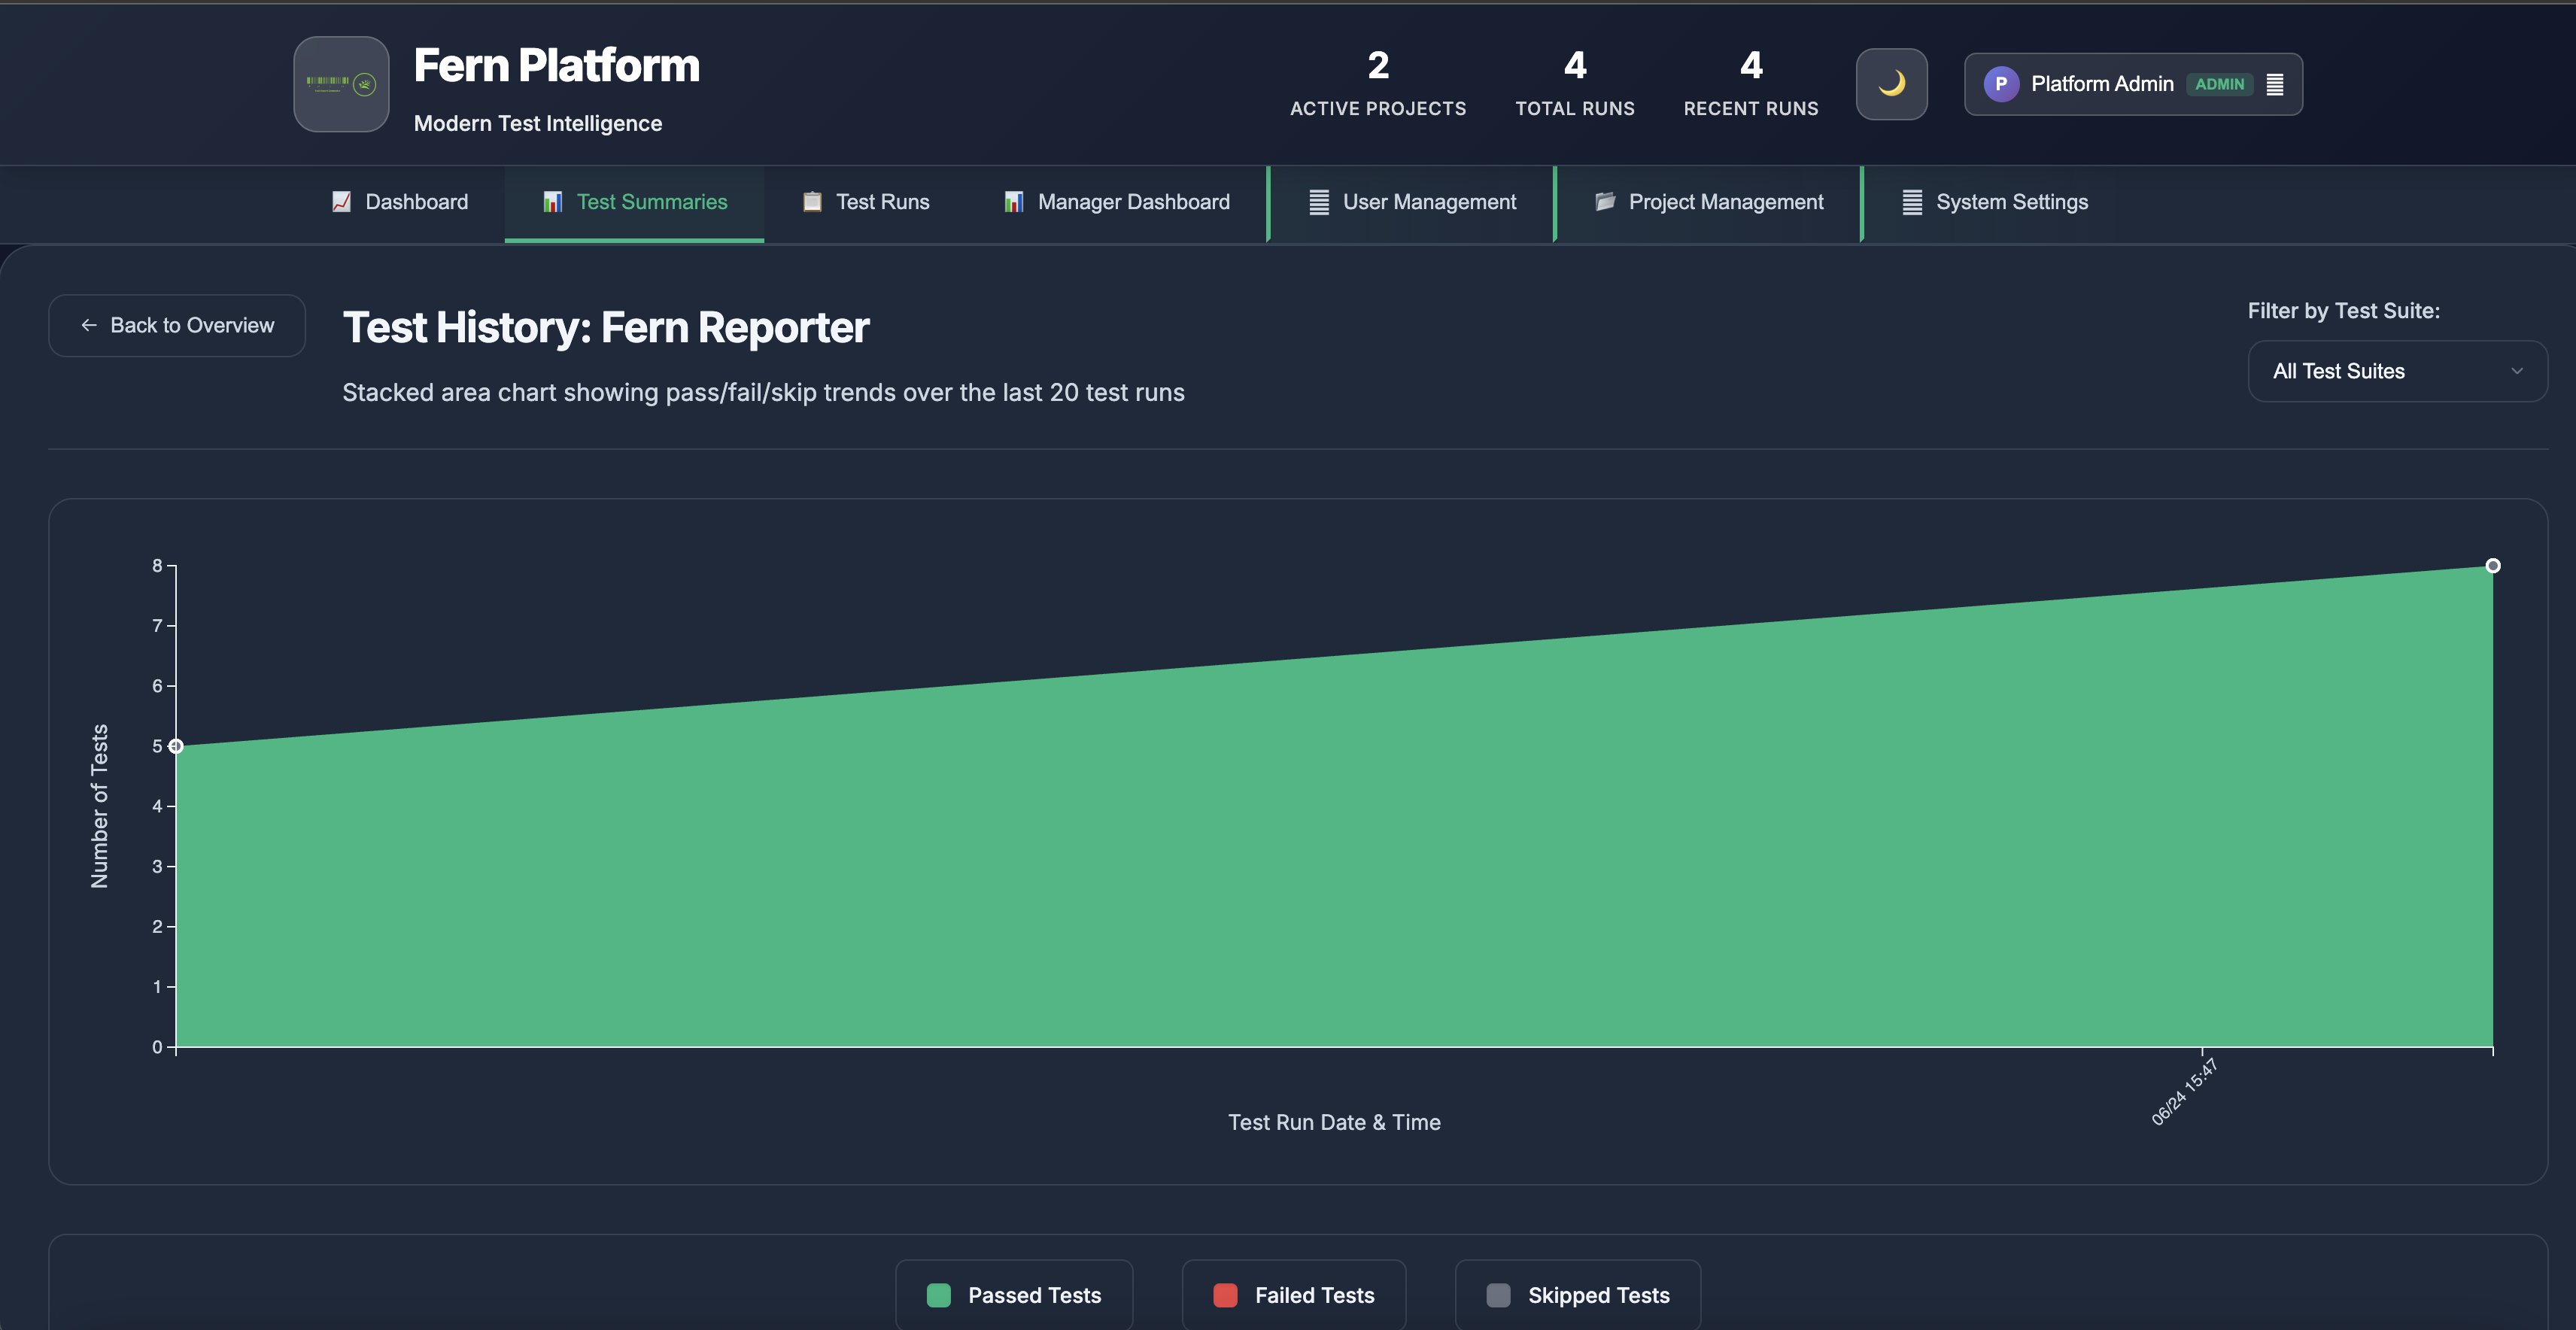 Fern Platform
Modern Test Intelligence
2
ACTIVE PROJECTS
4
TOTAL RUNS
4
RECENT RUNS
P
Platform Admin
ADMIN
Dashboard
Test Summaries
Test Runs
Manager Dashboard
User Management
Project Management
System Settings
← Back to Overview
Test History: Fern Reporter
Stacked area chart showing pass/fail/skip trends over the last 20 test runs
Filter by Test Suite:
All Test Suites
8
7
6
5
4
3
2
1
0
Number of Tests
06/24 15:47
Test Run Date & Time
Passed Tests
Failed Tests
Skipped Tests